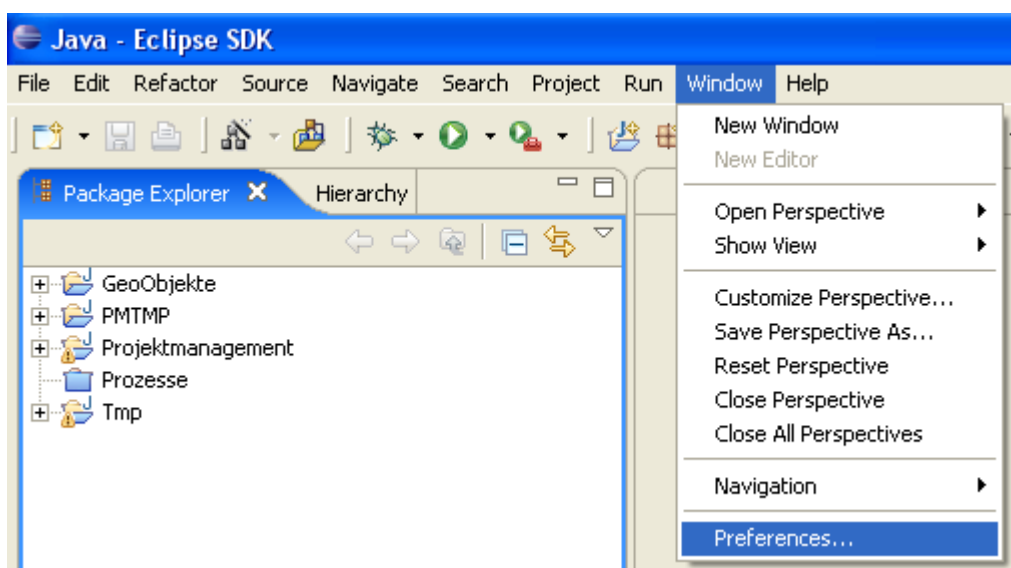 Java - Eclipse SDK
File Edit Refactor Source Navigate Search Project Run Window Help
Package Explorer
Hierarchy
GeoObjekte
PMTMP
Projektmanagement
Prozesse
Tmp
New Window
New Editor
Open Perspective
Show View
Customize Perspective...
Save Perspective As...
Reset Perspective
Close Perspective
Close All Perspectives
Navigation
Preferences...